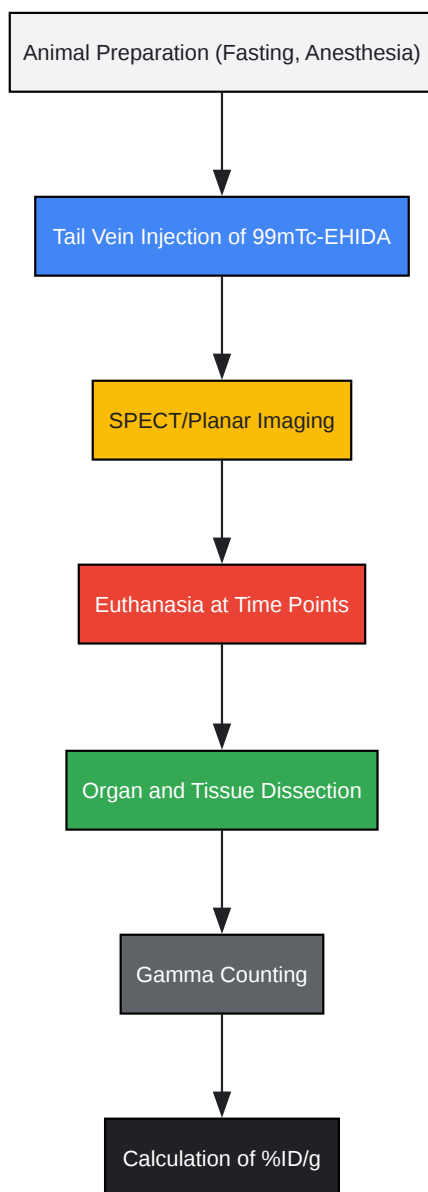 Animal Preparation (Fasting, Anesthesia)
Tail Vein Injection of 99mTc-EHIDA
SPECT/Planar Imaging
Euthanasia at Time Points
Organ and Tissue Dissection
Gamma Counting
Calculation of %ID/g